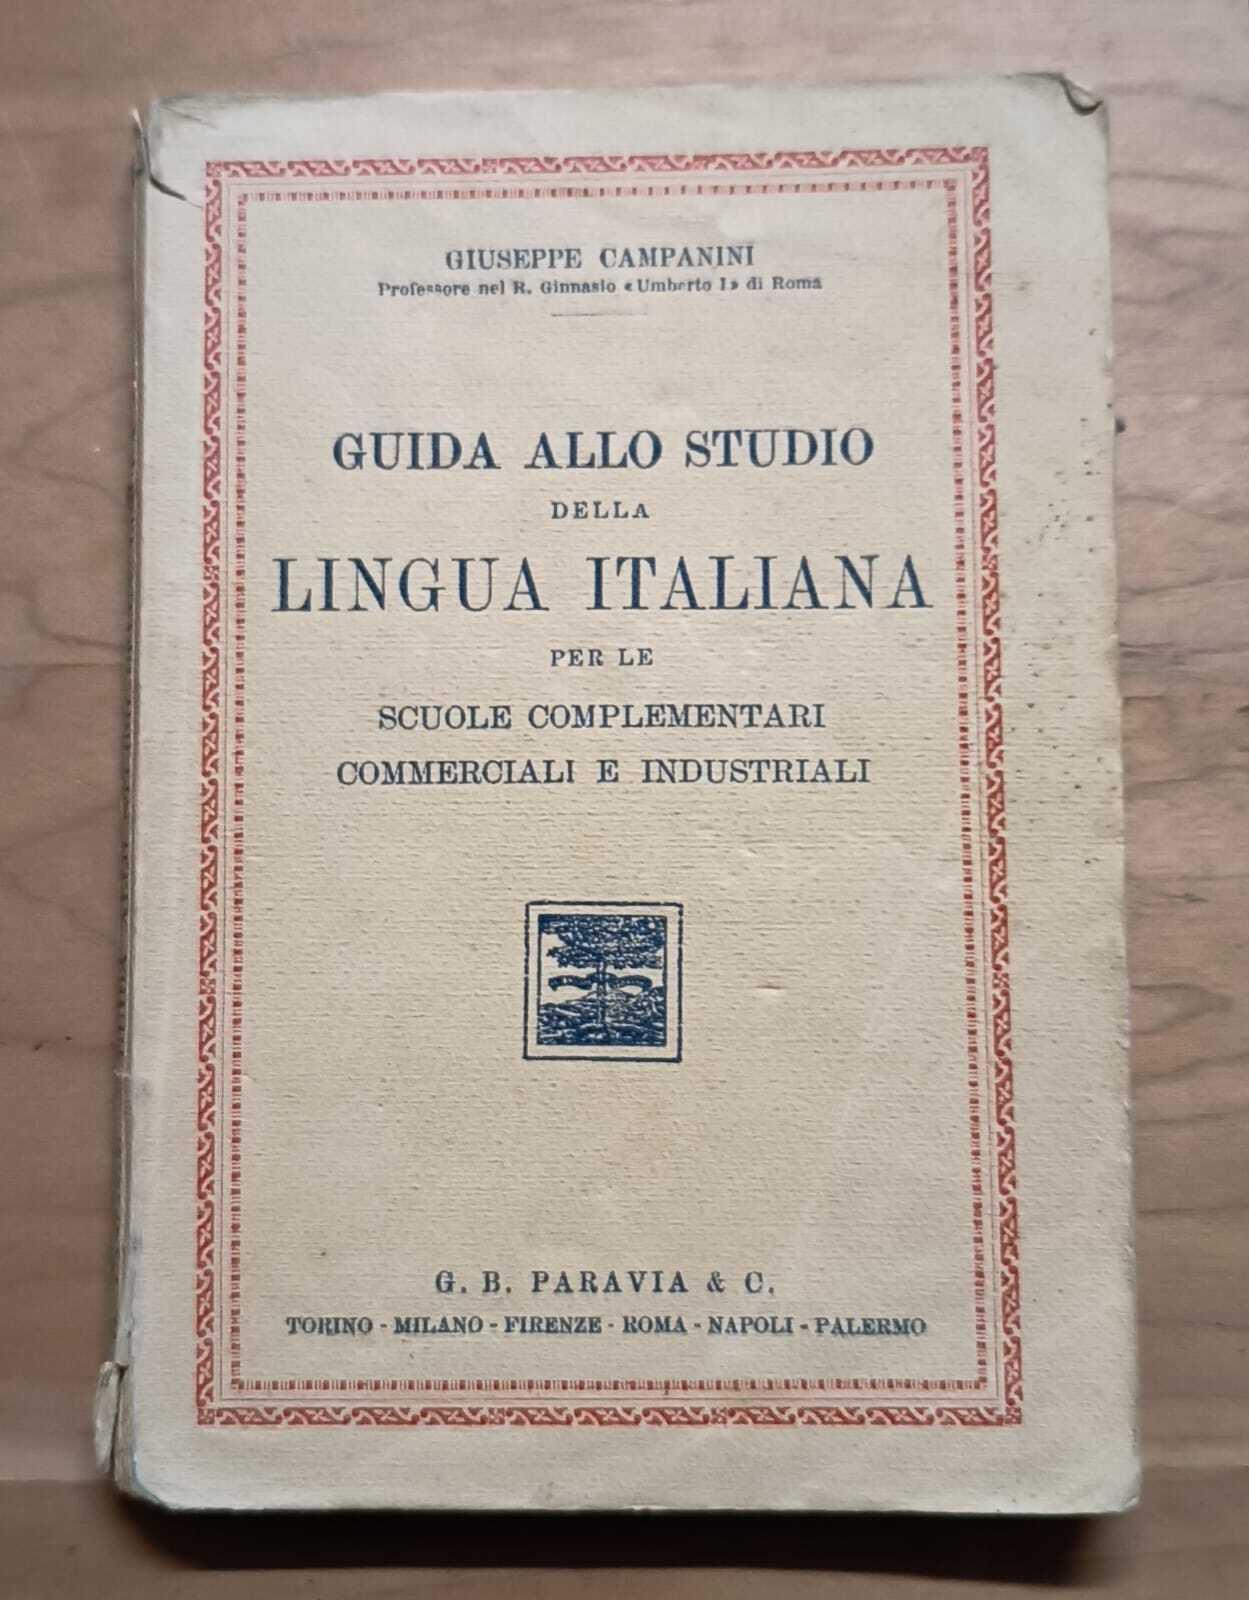 GIUSEPPE CAMPANINI
Professore nel R. Ginnasio «Umberto I» di Roma
GUIDA ALLO STUDIO
DELLA
LINGUA ITALIANA
PER LE
SCUOLE COMPLEMENTARI
COMMERCIALI E INDUSTRIALI
G. B. PARAVIA & C.
TORINO - MILANO - FIRENZE - ROMA - NAPOLI - PALERMO